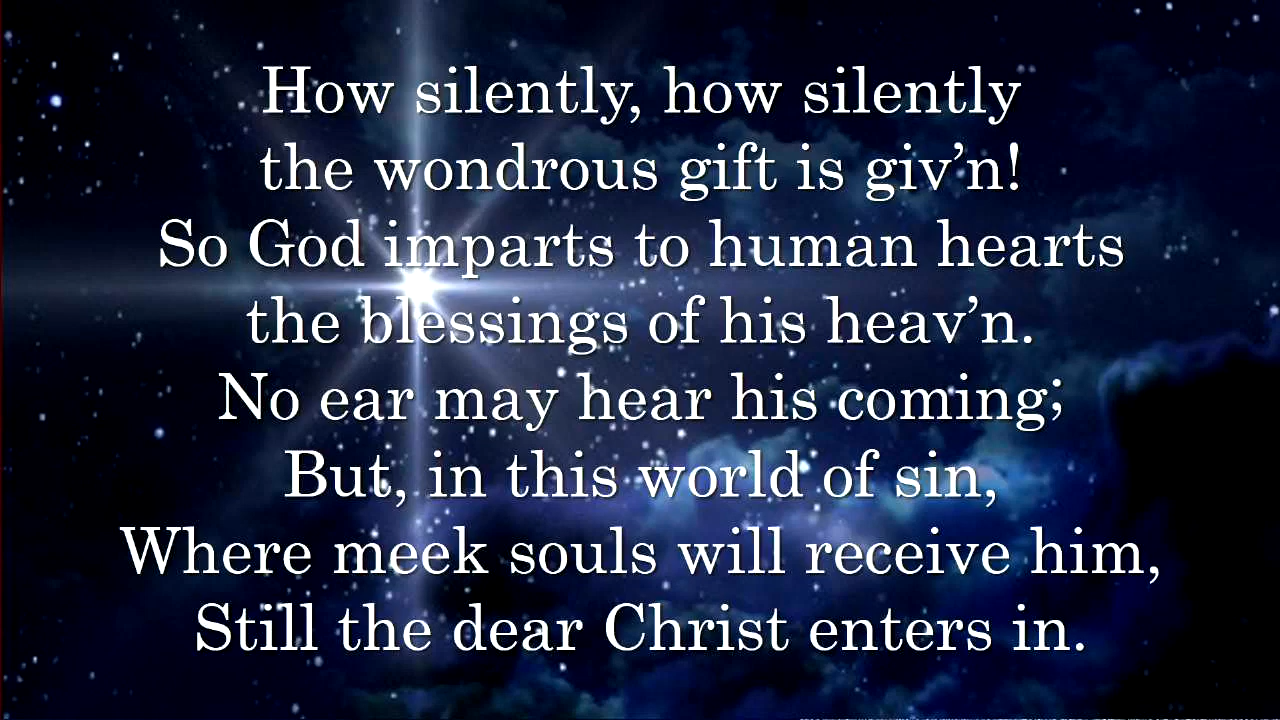 How silently, how silently
the wondrous gift is giv’n!
So God imparts to human hearts
the blessings of his heav’n.
No ear may hear his coming;
But, in this world of sin,
Where meek souls will receive him,
Still the dear Christ enters in.